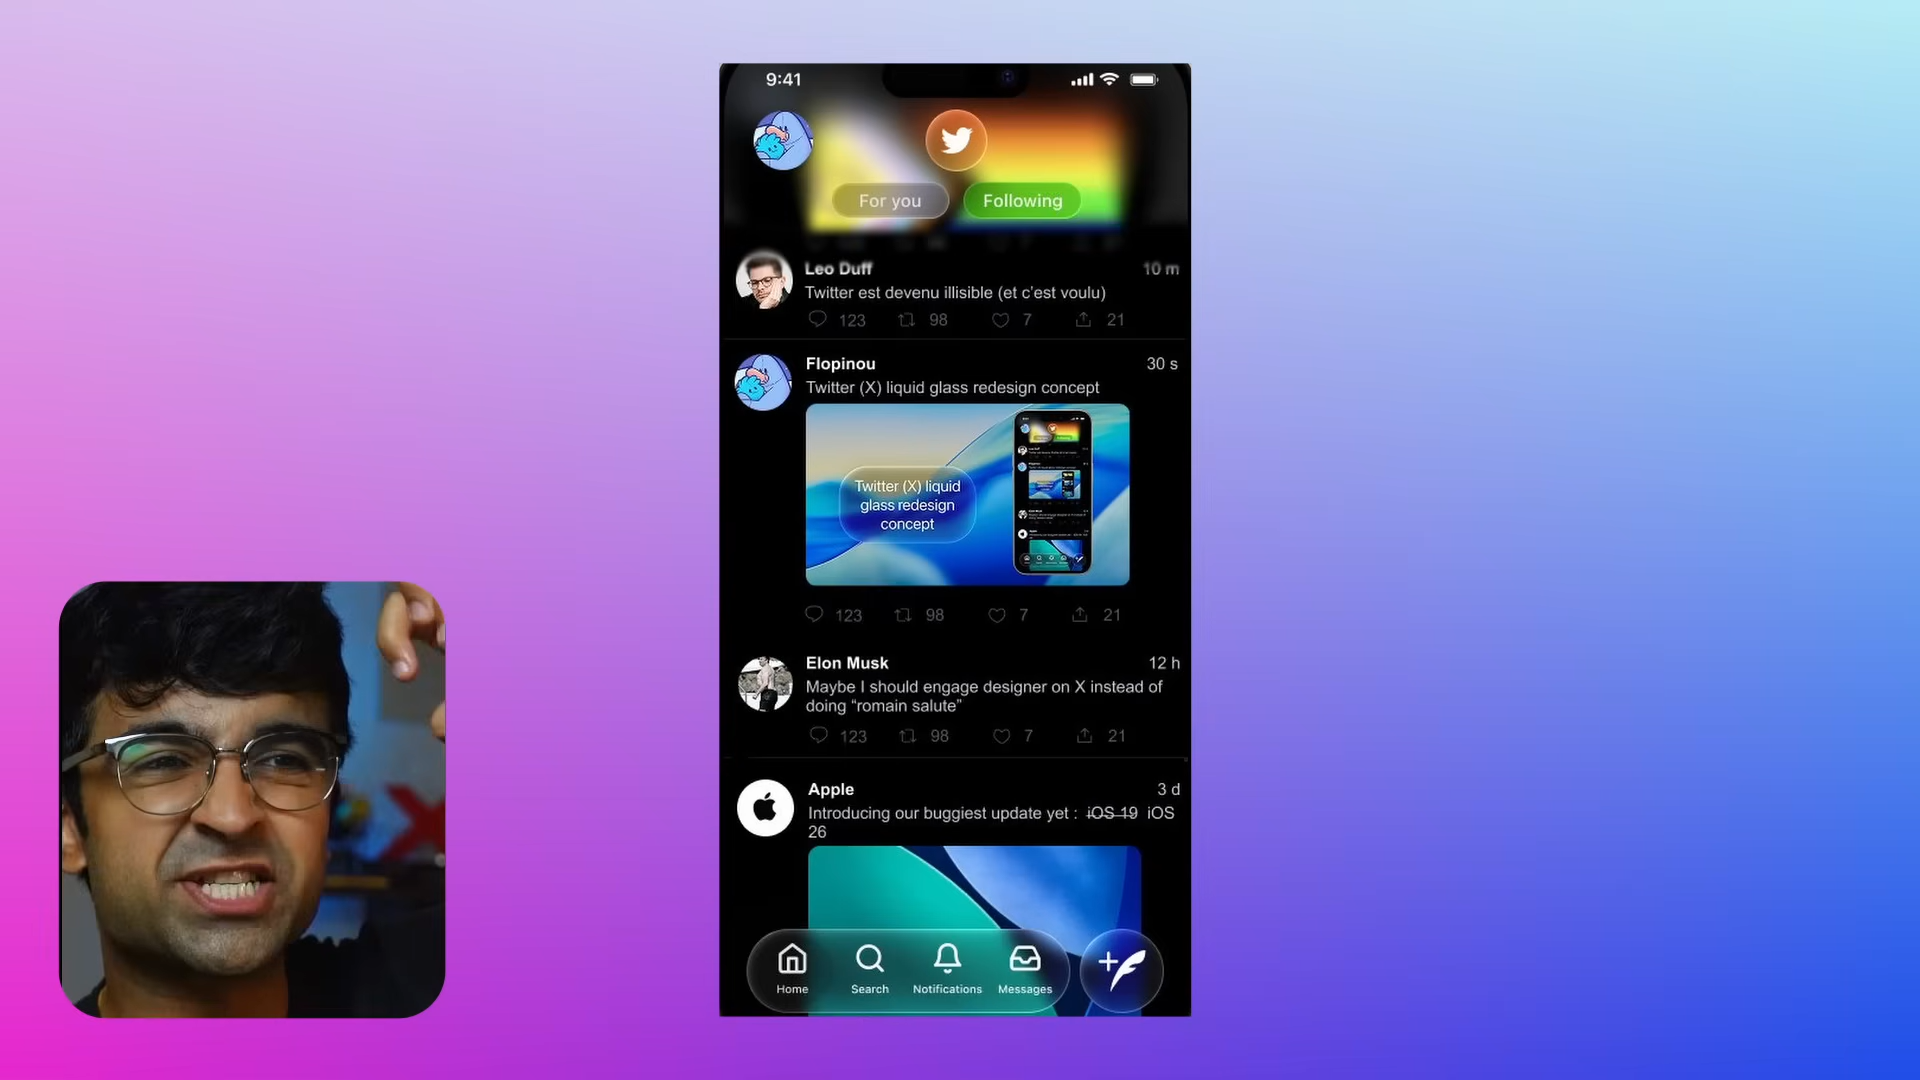 9:41
For you
Following
Leo Duff
10 m
Twitter est devenu illisible (et c'est voulu)
123 98 7 21
Flopinou
30 s
Twitter (X) liquid glass redesign concept
Twitter (X) liquid
glass redesign
concept
123 98 7 21
Elon Musk
12 h
Maybe I should engage designer on X instead of
doing “romain salute”
123 98 7 21
Apple
3 d
Introducing our buggiest update yet : iOS 19 iOS
26
Home Search Notifications Messages